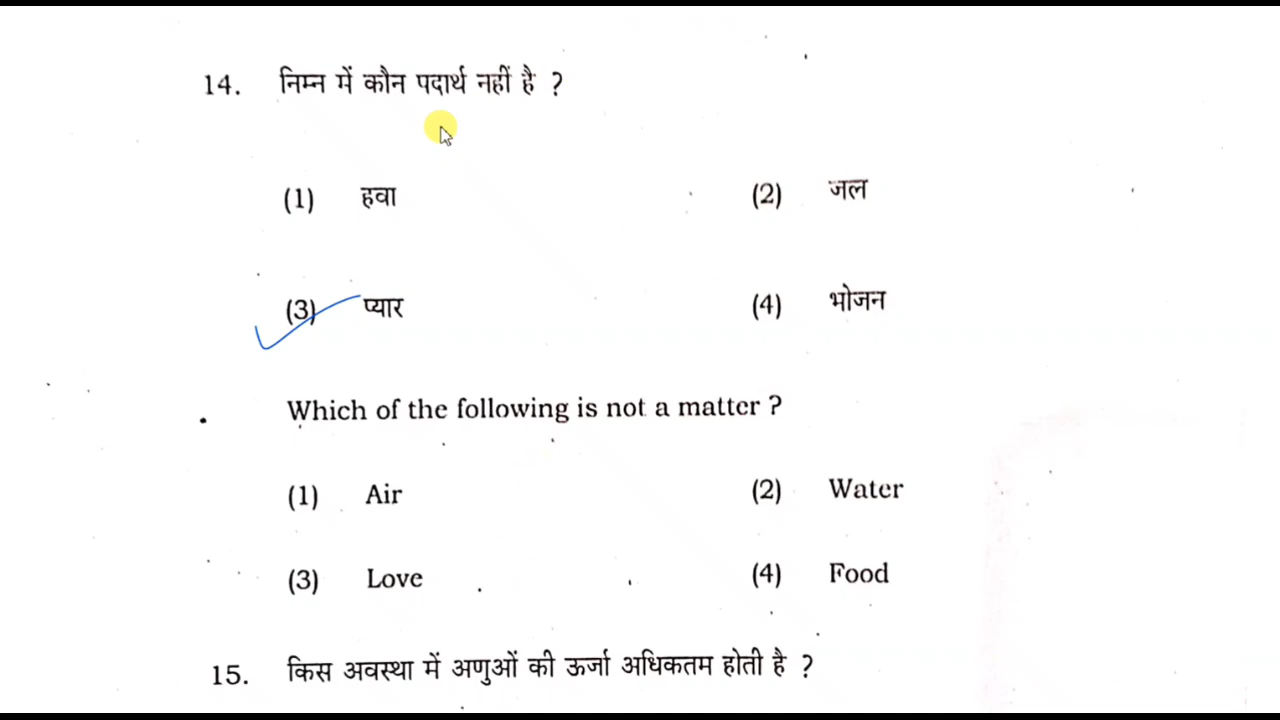 14. निम्न में कौन पदार्थ नहीं है ?
(1) हवा (2) जल
(3) प्यार (4) भोजन
Which of the following is not a matter ?
(1) Air (2) Water
(3) Love (4) Food
15. किस अवस्था में अणुओं की ऊर्जा अधिकतम होती है ?